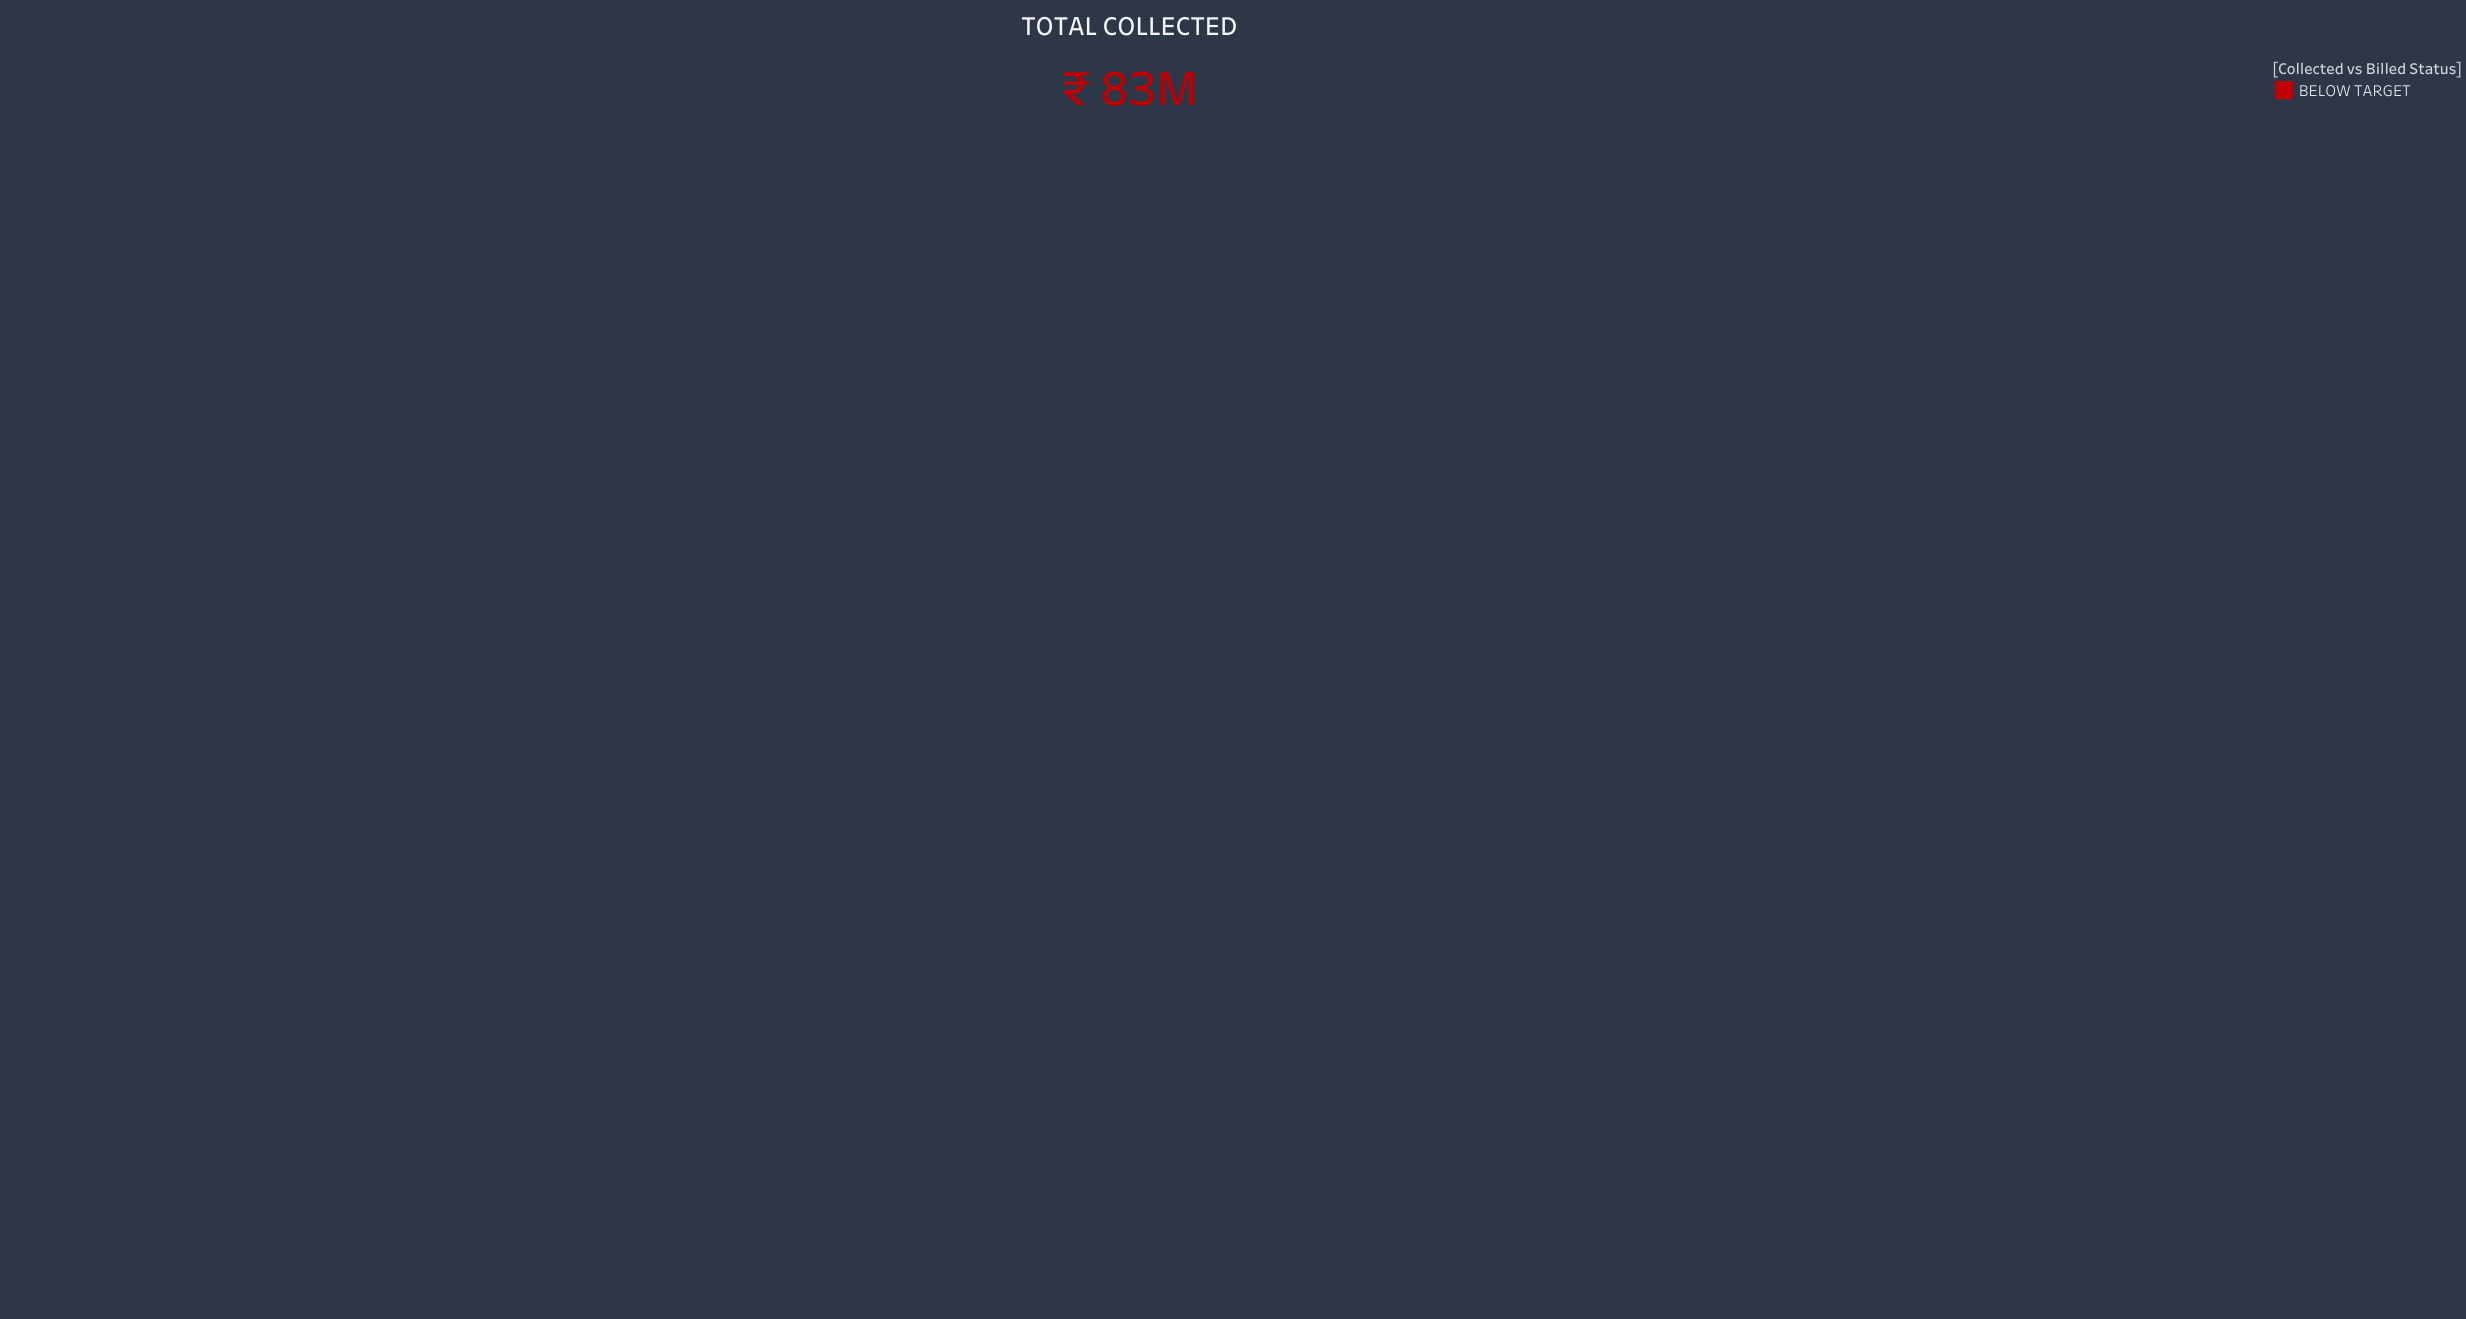 TOTAL COLLECTED
₹ 83M
[Collected vs Billed Status]
BELOW TARGET